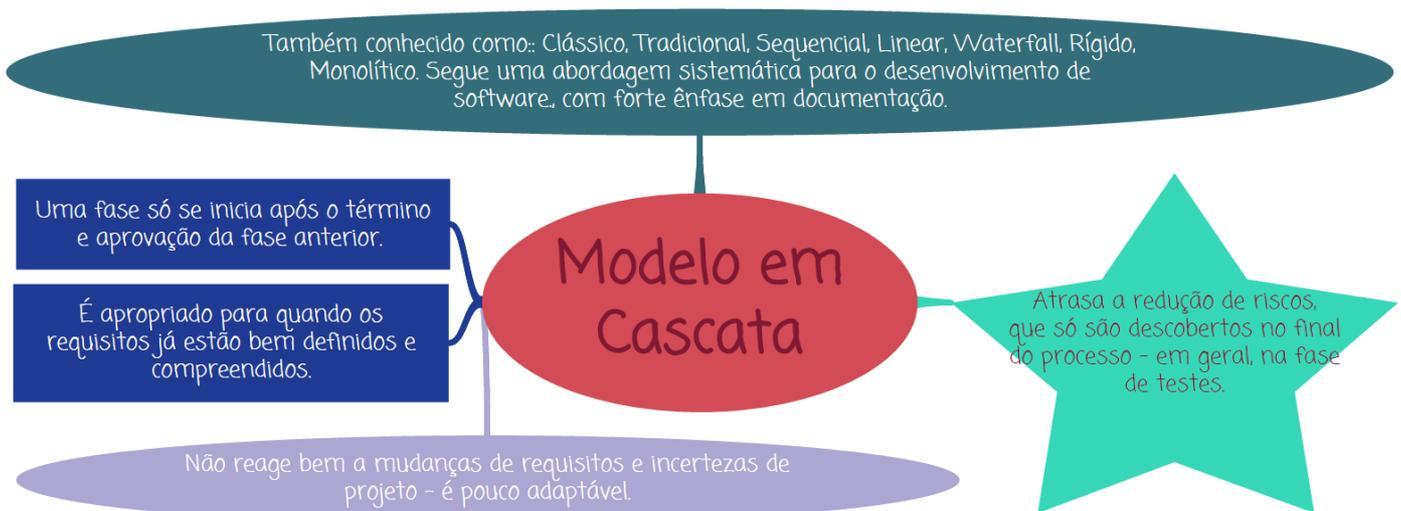 Também conhecido como:: Clássico, Tradicional, Sequencial, Linear, Waterfall, Rígido,
Monolítico. Segue uma abordagem sistemática para o desenvolvimento de
software., com forte ênfase em documentação.
Uma fase só se inicia após o término
e aprovação da fase anterior.
É apropriado para quando os
requisitos já estão bem definidos e
compreendidos.
Modelo em
Cascata
Atrasa a redução de riscos,
que só são descobertos no final
do processo - em geral, na fase
de testes.
Não reage bem a mudanças de requisitos e incertezas de
projeto - é pouco adaptável.